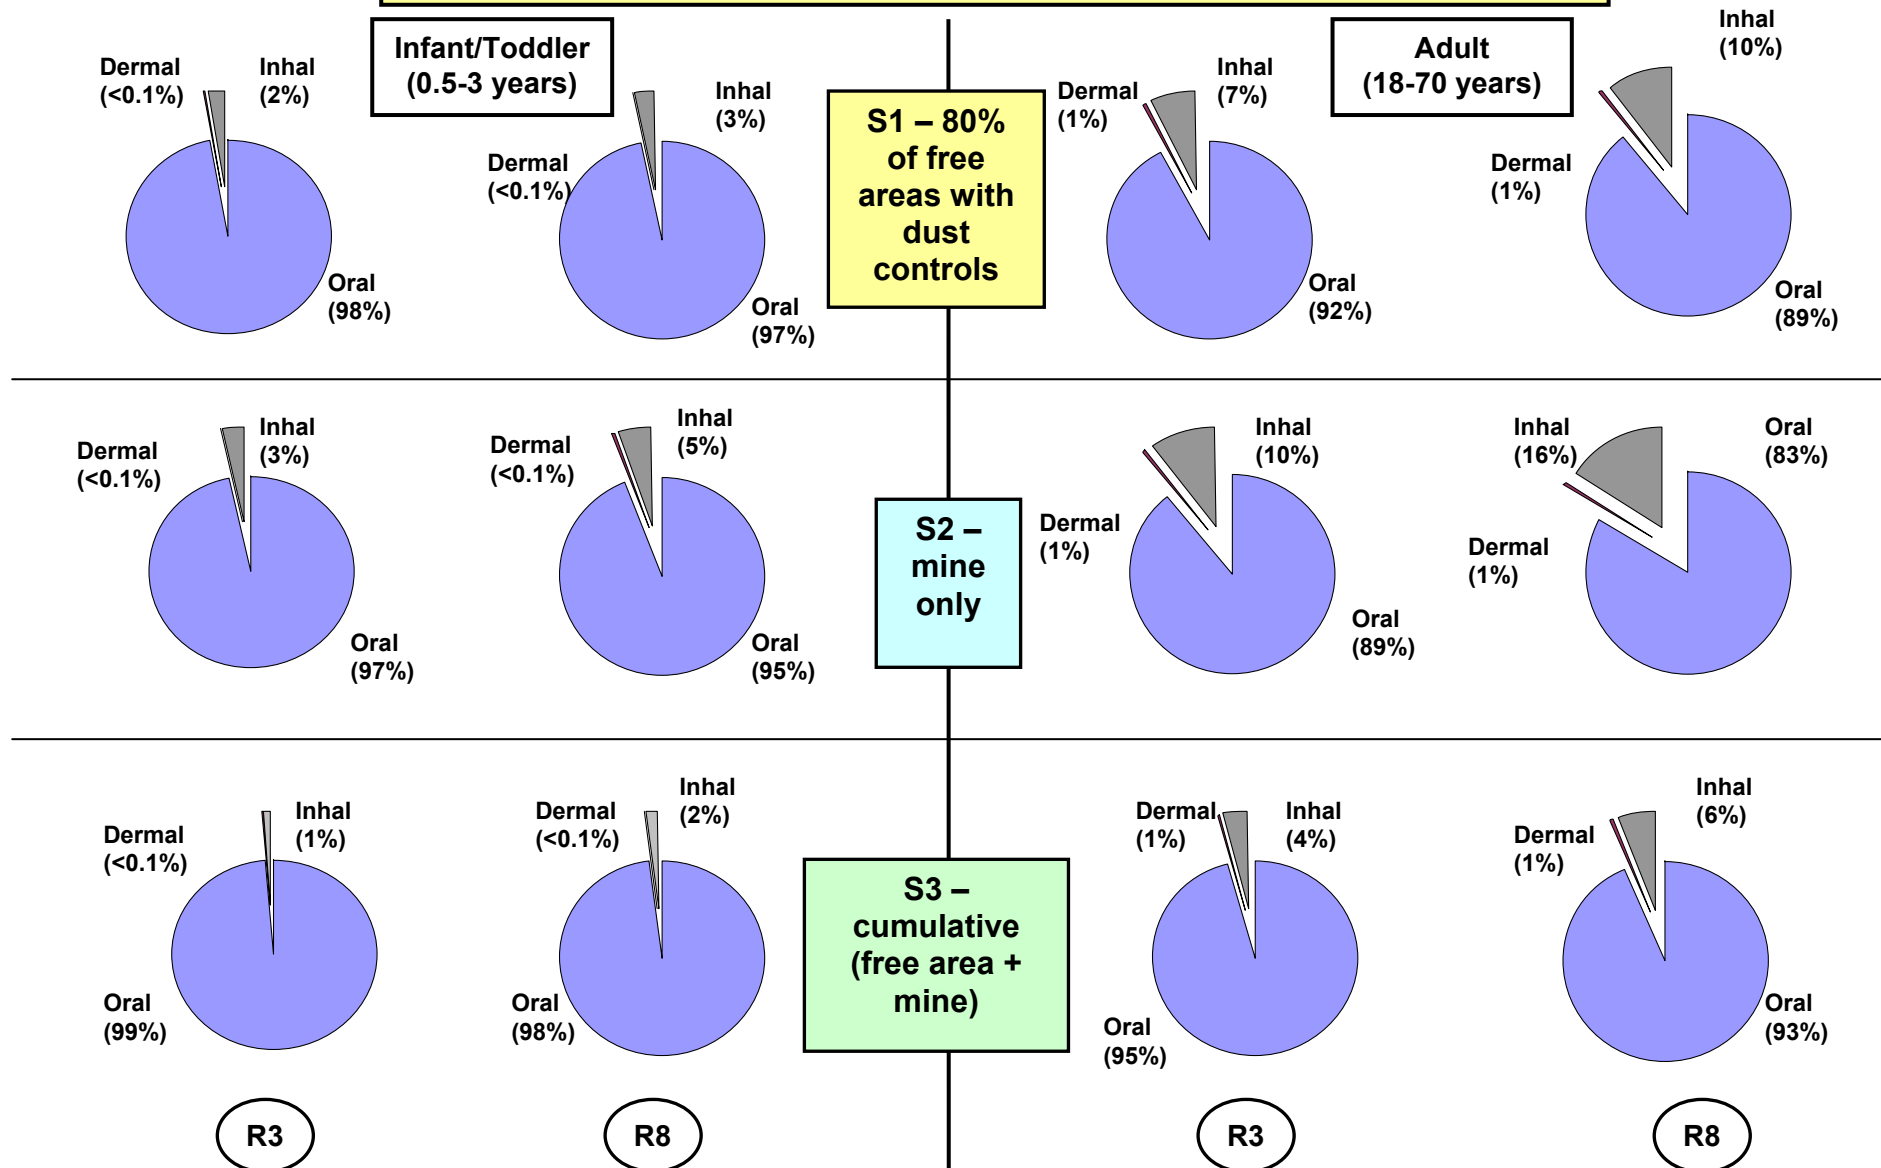 Infant/Toddler
(0.5-3 years)
Adult
(18-70 years)
Dermal
(<0.1%)
Inhal
(2%)
Oral
(98%)
Inhal
(3%)
Dermal
(<0.1%)
Oral
(97%)
S1 – 80%
of free
areas with
dust
controls
Dermal
(1%)
Inhal
(7%)
Oral
(92%)
Inhal
(10%)
Dermal
(1%)
Oral
(89%)
Dermal
(<0.1%)
Inhal
(3%)
Oral
(97%)
Dermal
(<0.1%)
Inhal
(5%)
Oral
(95%)
S2 –
mine
only
Dermal
(1%)
Inhal
(10%)
Oral
(89%)
Inhal
(16%)
Oral
(83%)
Dermal
(1%)
Dermal
(<0.1%)
Inhal
(1%)
Oral
(99%)
Dermal
(<0.1%)
Inhal
(2%)
Oral
(98%)
S3 –
cumulative
(free area +
mine)
Dermal
(1%)
Inhal
(4%)
Oral
(95%)
Inhal
(6%)
Dermal
(1%)
Oral
(93%)
R3
R8
R3
R8